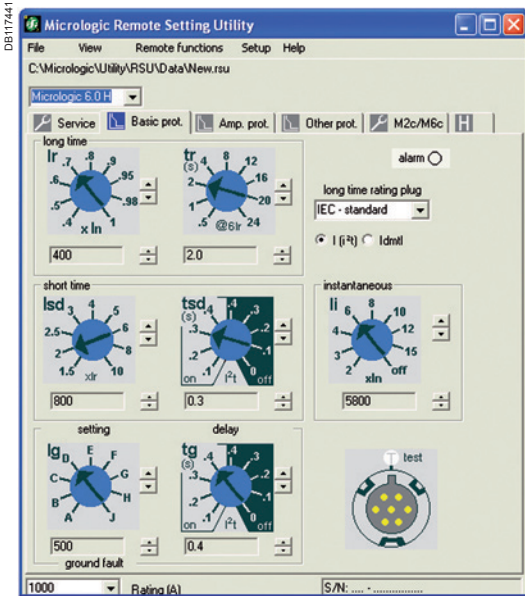 DB117441
Micrologic Remote Setting Utility
File View Remote functions Setup Help
C:\Micrologic\Utility\RSU\Data\New.rsu
Micrologic 6.0 H
Service Basic prot. Amp. prot. Other prot. M2c/M6c H
long time
Ir .4 .5 .6 .7 .8 .9 .95 .98 1
x In
400
tr (s) .5 1 2 4 8 12 16 20 24
@6Ir
2.0
alarm
long time rating plug
IEC - standard
I (i²t) Idmtl
short time
Isd 1.5 2 2.5 3 4 5 6 8 10
xIr
800
tsd (s) .1 .2 .3 .4 .4 .3 .2 .1 0
on I²t off
0.3
instantaneous
Ii 2 3 4 6 8 10 12 15 off
xIn
5800
setting
Ig A B C D E F G H J
500
delay
tg (s) .1 .2 .3 .4 .4 .3 .2 .1 0
on I²t off
0.4
ground fault
T test
1000 Rating (A) S/N: .... - ................